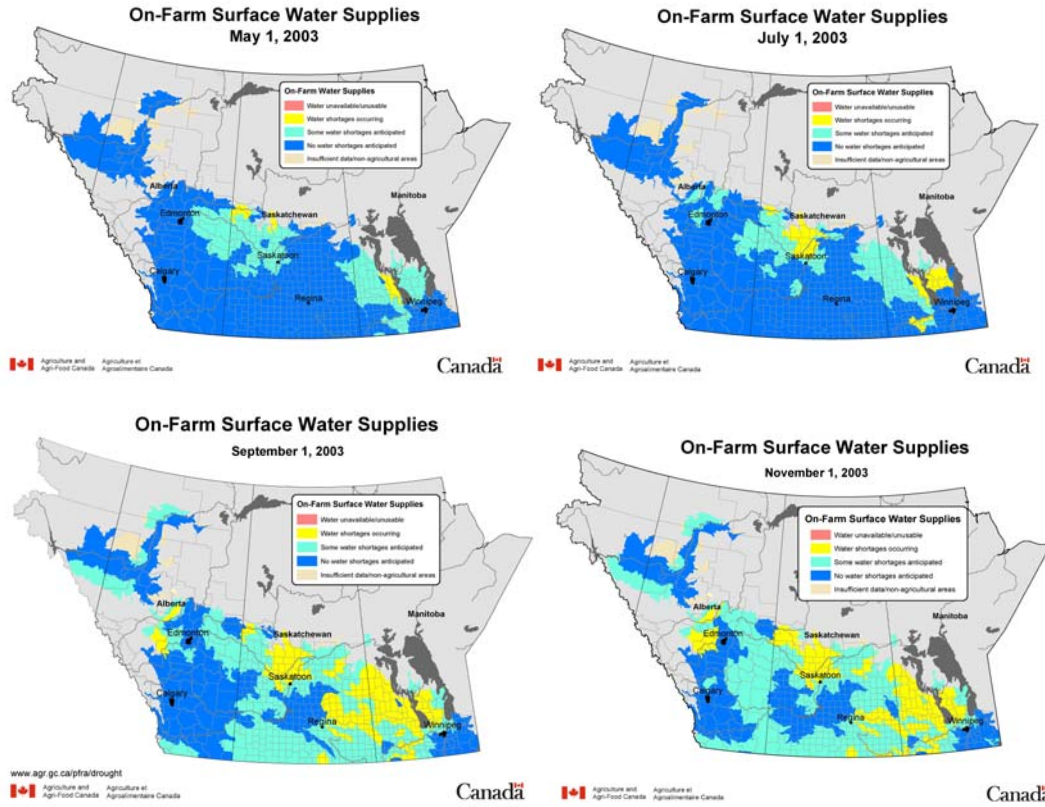 On-Farm Surface Water Supplies
May 1, 2003
On-Farm Water Supplies
Water unavailable/unusable
Water shortages occurring
Some water shortages anticipated
No water shortages anticipated
Insufficient data/non-agricultural areas
Alberta
Edmonton
Saskatchewan
Manitoba
Saskatoon
Calgary
Regina
Winnipeg
Agriculture and Agri-Food Canada
Agriculture et Agroalimentaire Canada
Canada
On-Farm Surface Water Supplies
July 1, 2003
On-Farm Surface Water Supplies
Water unavailable/unusable
Water shortages occurring
Some water shortages anticipated
No water shortages anticipated
Insufficient data/non-agricultural areas
Alberta
Edmonton
Saskatchewan
Manitoba
Saskatoon
Calgary
Regina
Winnipeg
Agriculture and Agri-Food Canada
Agriculture et Agroalimentaire Canada
Canada
On-Farm Surface Water Supplies
September 1, 2003
On-Farm Surface Water Supplies
Water unavailable/unusable
Water shortages occurring
Some water shortages anticipated
No water shortages anticipated
Insufficient data/non-agricultural areas
Alberta
Edmonton
Saskatchewan
Manitoba
Saskatoon
Calgary
Regina
Winnipeg
www.agr.gc.ca/pfra/drought
Agriculture and Agri-Food Canada
Agriculture et Agroalimentaire Canada
Canada
On-Farm Surface Water Supplies
November 1, 2003
On-Farm Surface Water Supplies
Water unavailable/unusable
Water shortages occurring
Some water shortages anticipated
No water shortages anticipated
Insufficient data/non-agricultural areas
Alberta
Edmonton
Saskatchewan
Manitoba
Saskatoon
Calgary
Regina
Winnipeg
Agriculture and Agri-Food Canada
Agriculture et Agroalimentaire Canada
Canada